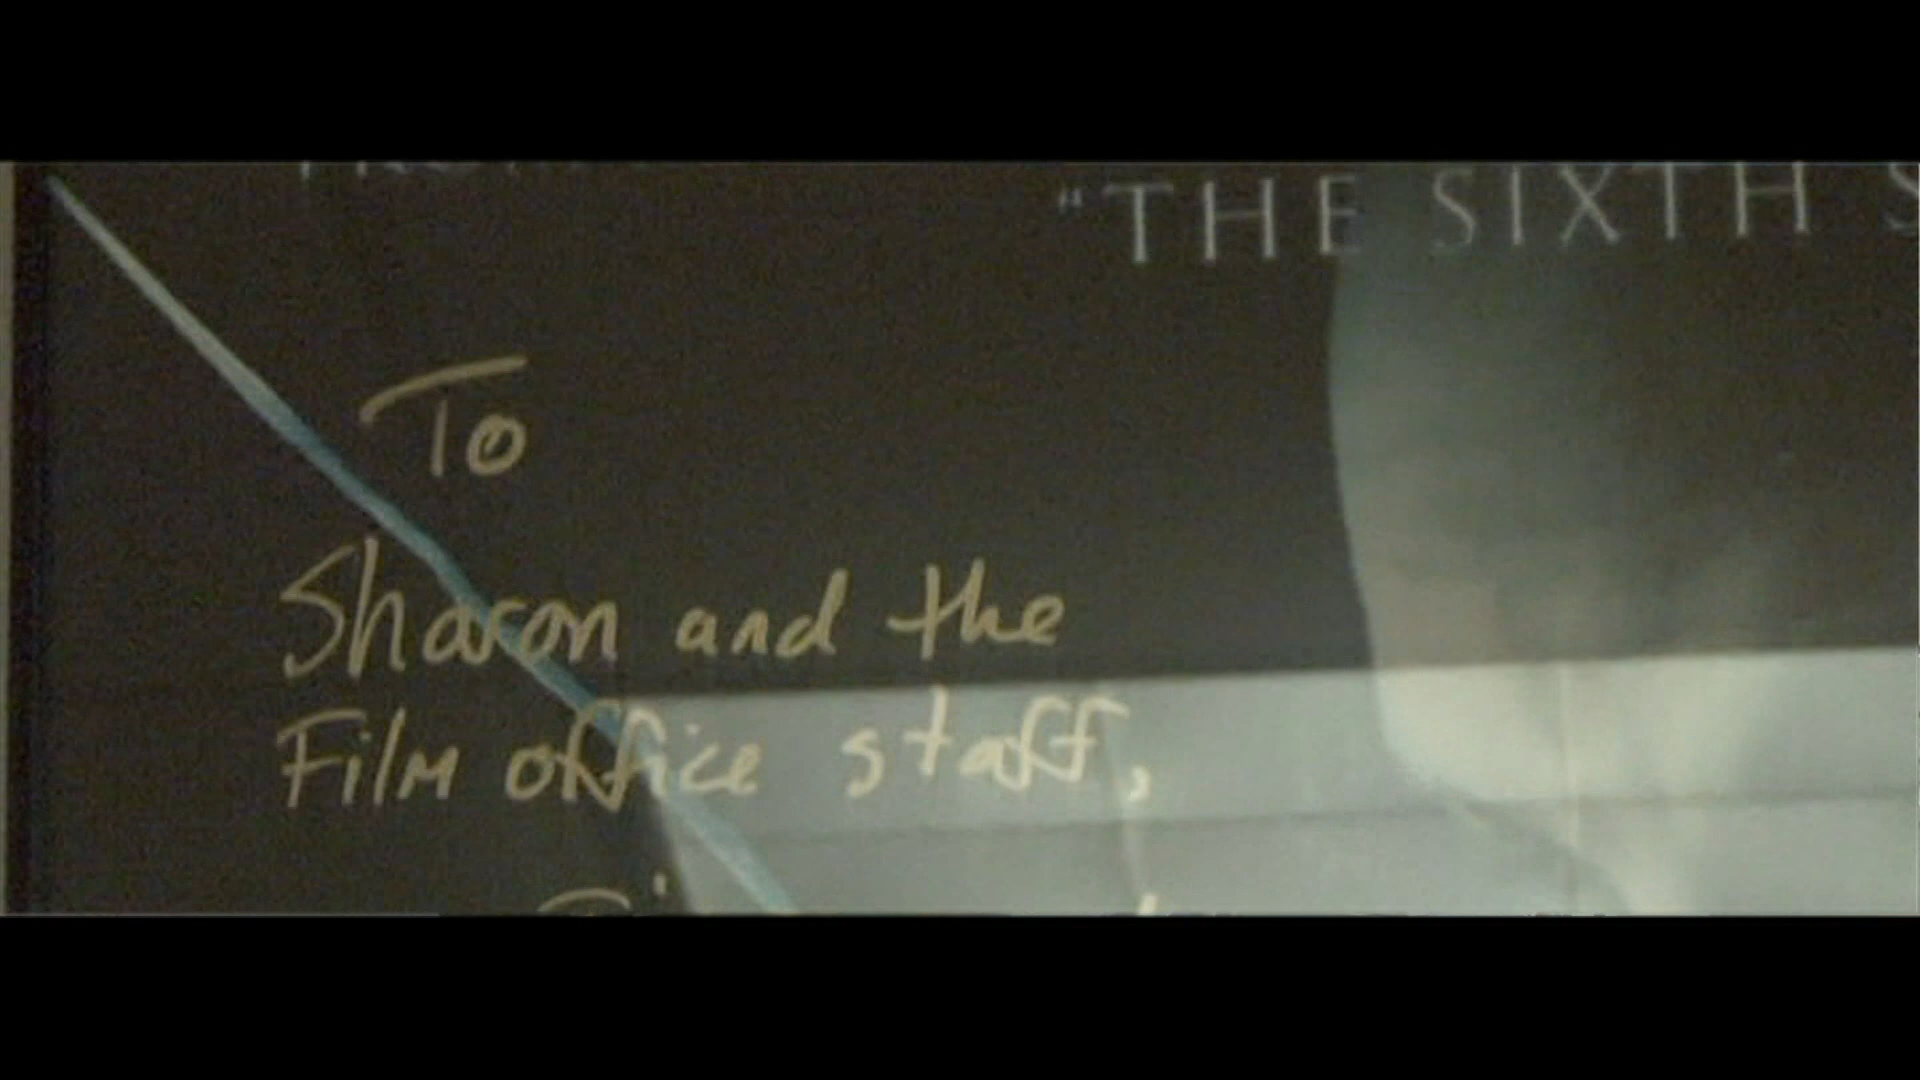 "THE SIXTH
To
Sharon and the
Film office staff,